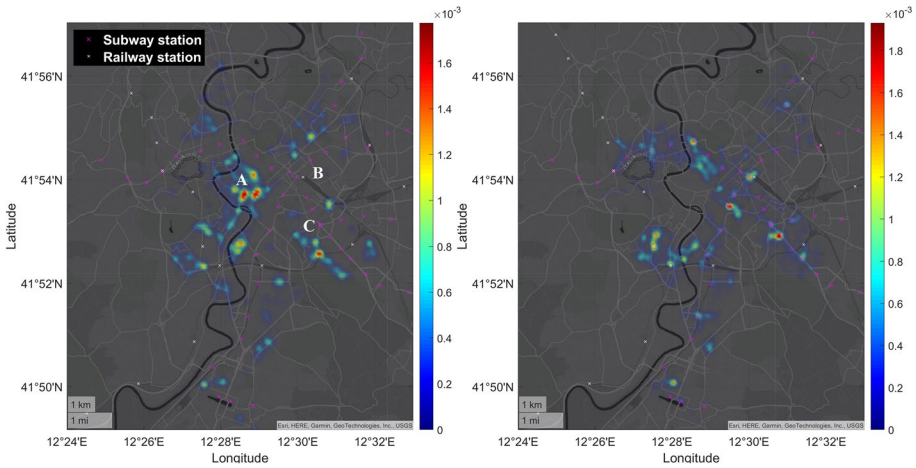 ×10⁻³
×10⁻³
Subway station
Railway station
41°56'N
41°54'N
41°52'N
41°50'N
Latitude
A
B
C
1.6
1.4
1.2
1
0.8
0.6
0.4
0.2
0
1 km
1 mi
Esri, HERE, Garmin, GeoTechnologies, Inc., USGS
12°24'E
12°26'E
12°28'E
12°30'E
12°32'E
Longitude
41°56'N
41°54'N
41°52'N
41°50'N
Latitude
1.8
1.6
1.4
1.2
1
0.8
0.6
0.4
0.2
0
1 km
1 mi
Esri, HERE, Garmin, GeoTechnologies, Inc., USGS
12°24'E
12°26'E
12°28'E
12°30'E
12°32'E
Longitude